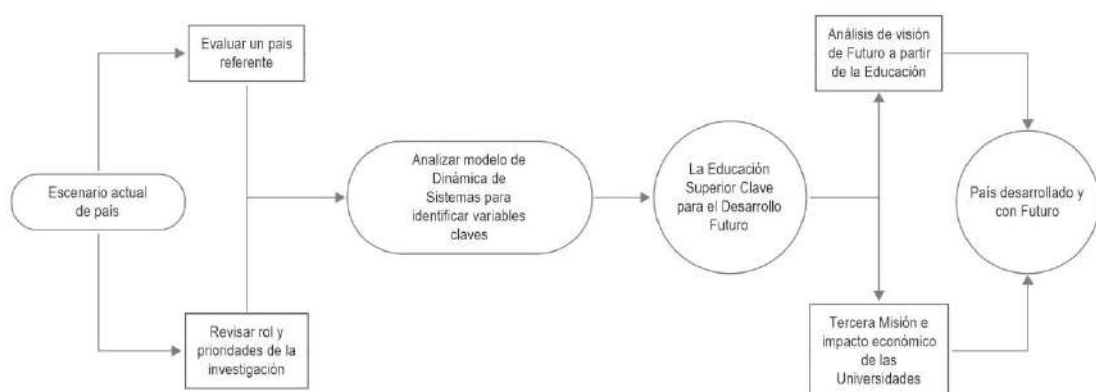 Evaluar un pais
referente
Escenario actual
de país
Revisar rol y
prioridades de la
investigación
Analizar modelo de
Dinámica de
Sistemas para
identificar variables
claves
La Educación
Superior Clave
para el Desarrollo
Futuro
Análisis de visión
de Futuro a partir
de la Educación
Tercera Misión e
impacto económico
de las
Universidades
País desarrollado y
con Futuro